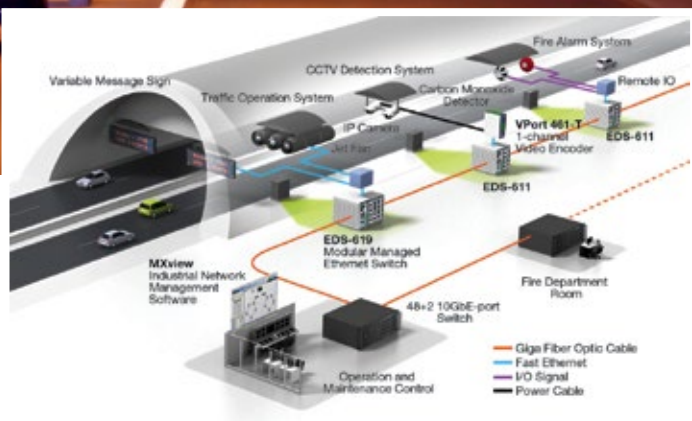 Fire Alarm System
CCTV Detection System
Variable Message Sign
Carbon Monoxide
Detector
Remote IO
Traffic Operation System
IP Camera
VPort 461-T
1-channel
Video Encoder
EDS-611
Jet Fan
EDS-611
EDS-619
Modular Managed
Ethernet Switch
MXview
Industrial Network
Management
Software
Fire Department
Room
48+2 10GbE-port
Switch
Operation and
Maintenance Control
Giga Fiber Optic Cable
Fast Ethernet
I/O Signal
Power Cable